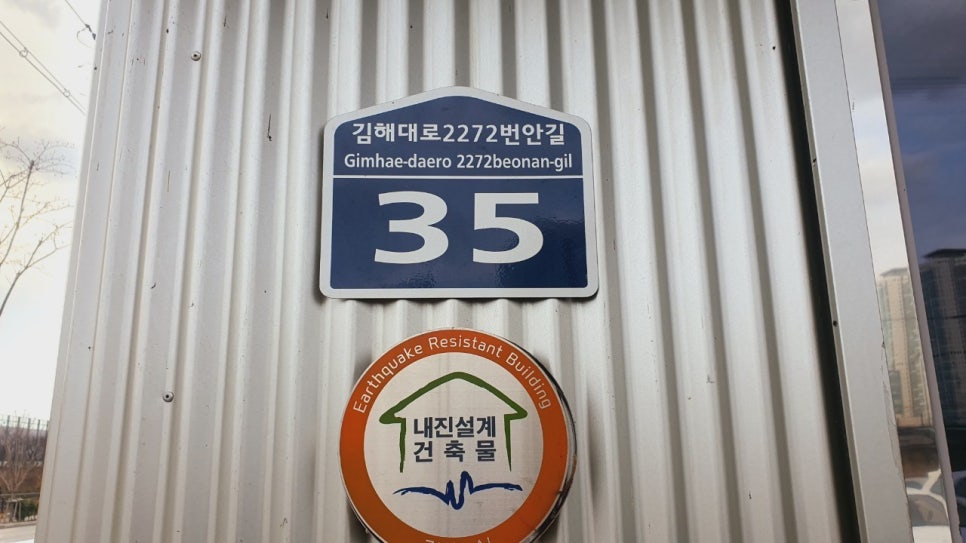 김해대로2272번안길
Gimhae-daero 2272beonan-gil
35
Earthquake Resistant Building
내진설계
건축물